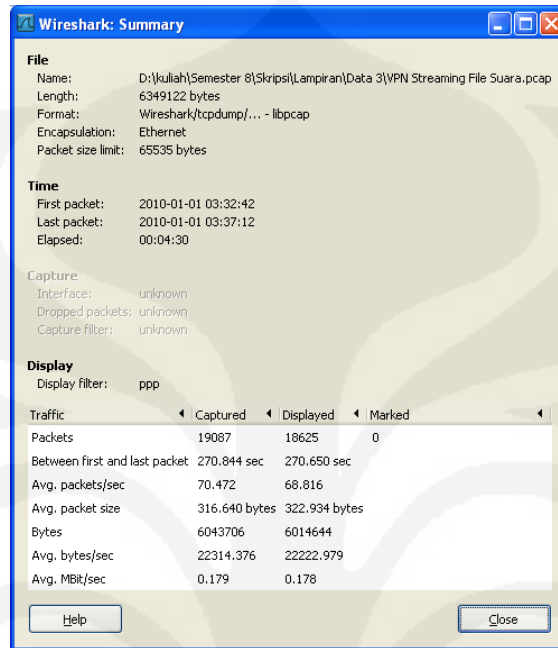 Wireshark: Summary
File
Name: D:\kuliah\Semester 8\Skripsi\Lampiran\Data 3\VPN Streaming File Suara.pcap
Length: 6349122 bytes
Format: Wireshark/tcpdump/... - libpcap
Encapsulation: Ethernet
Packet size limit: 65535 bytes
Time
First packet: 2010-01-01 03:32:42
Last packet: 2010-01-01 03:37:12
Elapsed: 00:04:30
Capture
Interface: unknown
Dropped packets: unknown
Capture filter: unknown
Display
Display filter: ppp
Traffic Captured Displayed Marked
Packets 19087 18625 0
Between first and last packet 270.844 sec 270.650 sec
Avg. packets/sec 70.472 68.816
Avg. packet size 316.640 bytes 322.934 bytes
Bytes 6043706 6014644
Avg. bytes/sec 22314.376 22222.979
Avg. MBit/sec 0.179 0.178
Help Close